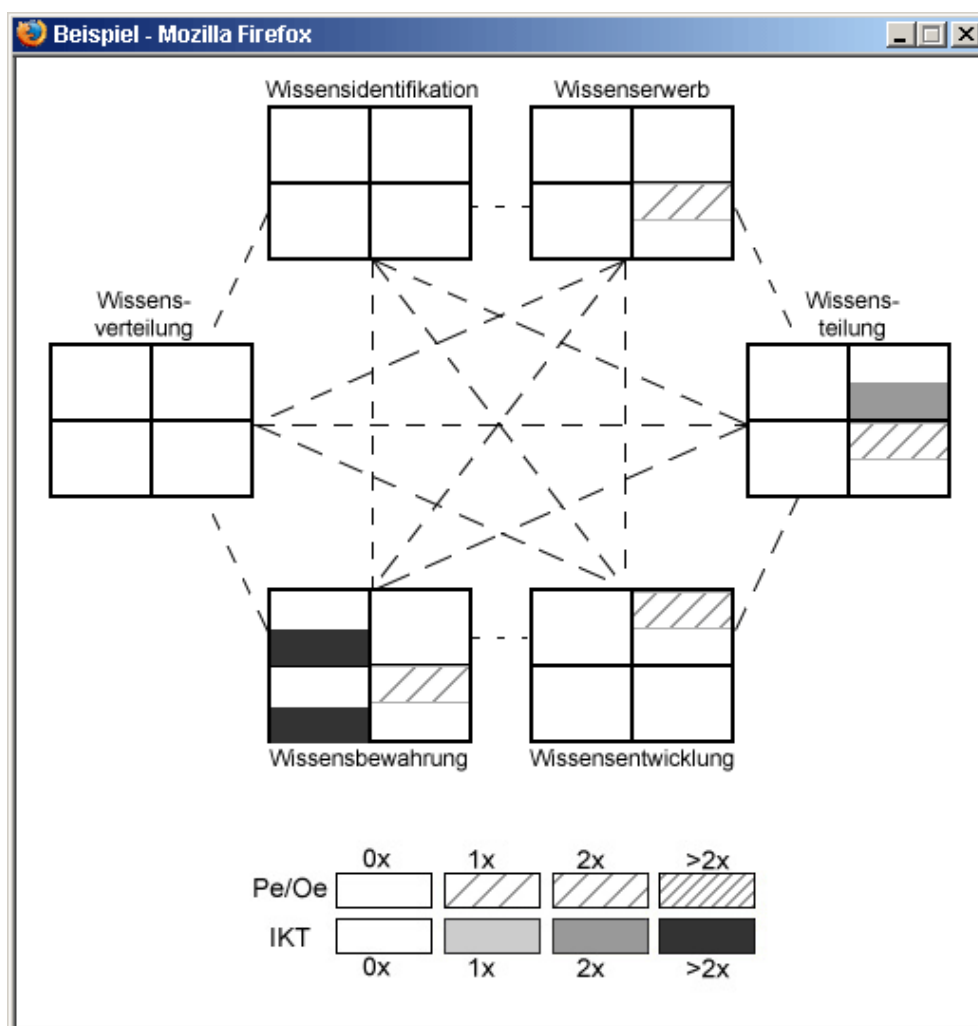 Beispiel - Mozilla Firefox
Wissensidentifikation
Wissenserwerb
Wissens-
verteilung
Wissens-
teilung
Wissensbewahrung
Wissensentwicklung
0x 1x 2x >2x
Pe/Oe
IKT
0x 1x 2x >2x